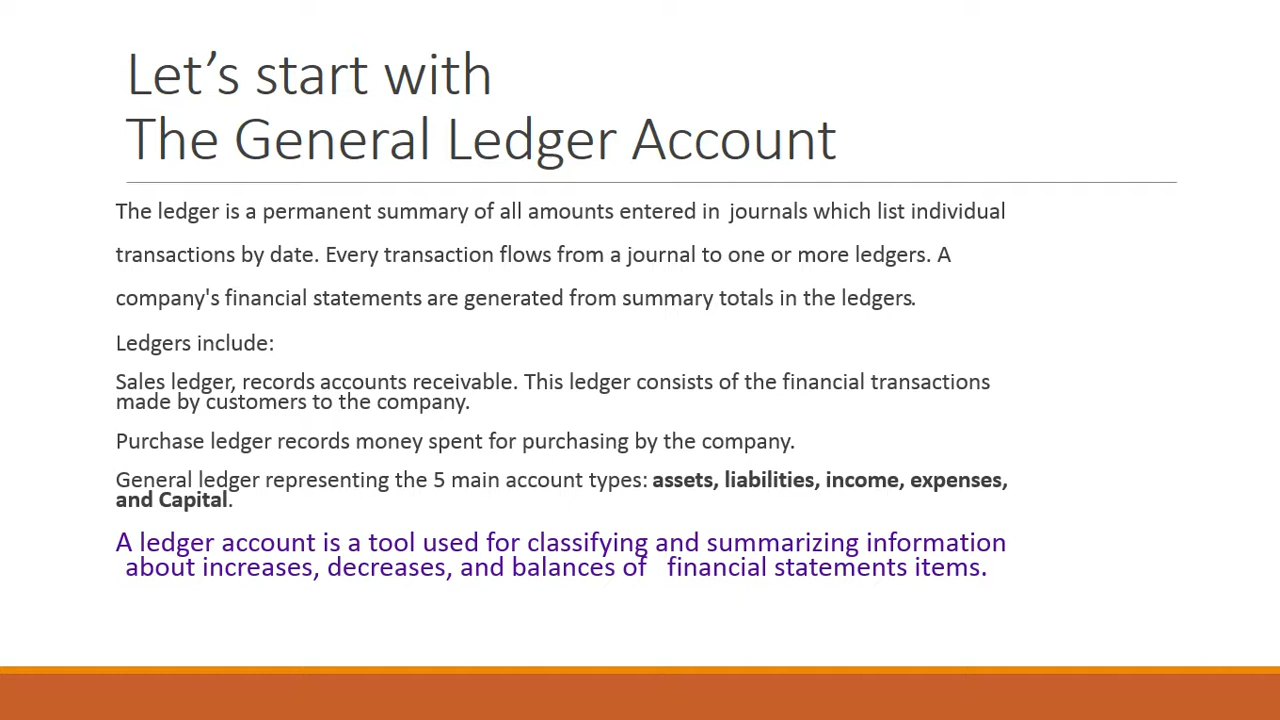 Let’s start with
The General Ledger Account
The ledger is a permanent summary of all amounts entered in journals which list individual
transactions by date. Every transaction flows from a journal to one or more ledgers. A
company's financial statements are generated from summary totals in the ledgers.
Ledgers include:
Sales ledger, records accounts receivable. This ledger consists of the financial transactions
made by customers to the company.
Purchase ledger records money spent for purchasing by the company.
General ledger representing the 5 main account types: assets, liabilities, income, expenses,
and Capital.
A ledger account is a tool used for classifying and summarizing information
about increases, decreases, and balances of financial statements items.